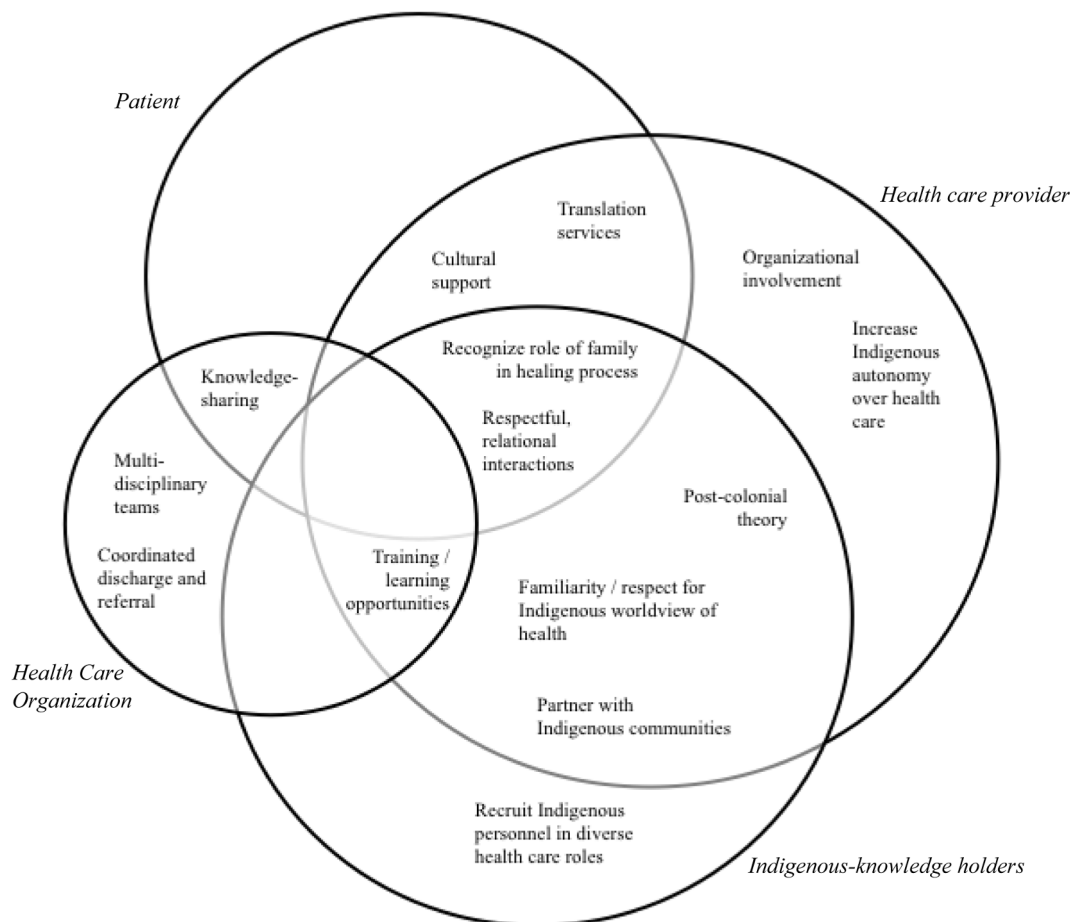 Patient
Health care provider
Translation
services
Cultural
support
Organizational
involvement
Increase
Indigenous
autonomy
over health
care
Recognize role of family
in healing process
Knowledge-
sharing
Respectful,
relational
interactions
Multi-
disciplinary
teams
Post-colonial
theory
Coordinated
discharge and
referral
Training /
learning
opportunities
Familiarity / respect for
Indigenous worldview of
health
Health Care
Organization
Partner with
Indigenous communities
Recruit Indigenous
personnel in diverse
health care roles
Indigenous-knowledge holders